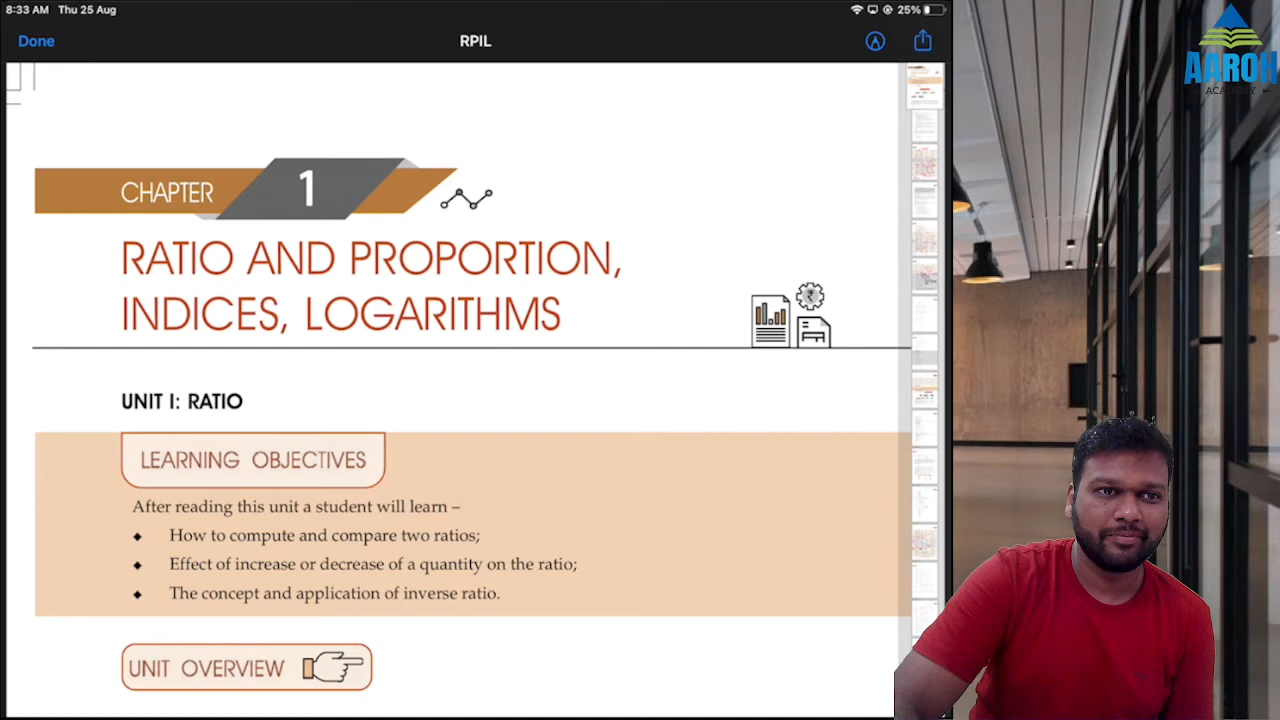 8:33 AM Thu 25 Aug
25%
Done
RPIL
AAROH
ACADEMY
CHAPTER 1
RATIO AND PROPORTION,
INDICES, LOGARITHMS
UNIT I: RATIO
LEARNING OBJECTIVES
After reading this unit a student will learn –
◆ How to compute and compare two ratios;
◆ Effect of increase or decrease of a quantity on the ratio;
◆ The concept and application of inverse ratio.
UNIT OVERVIEW